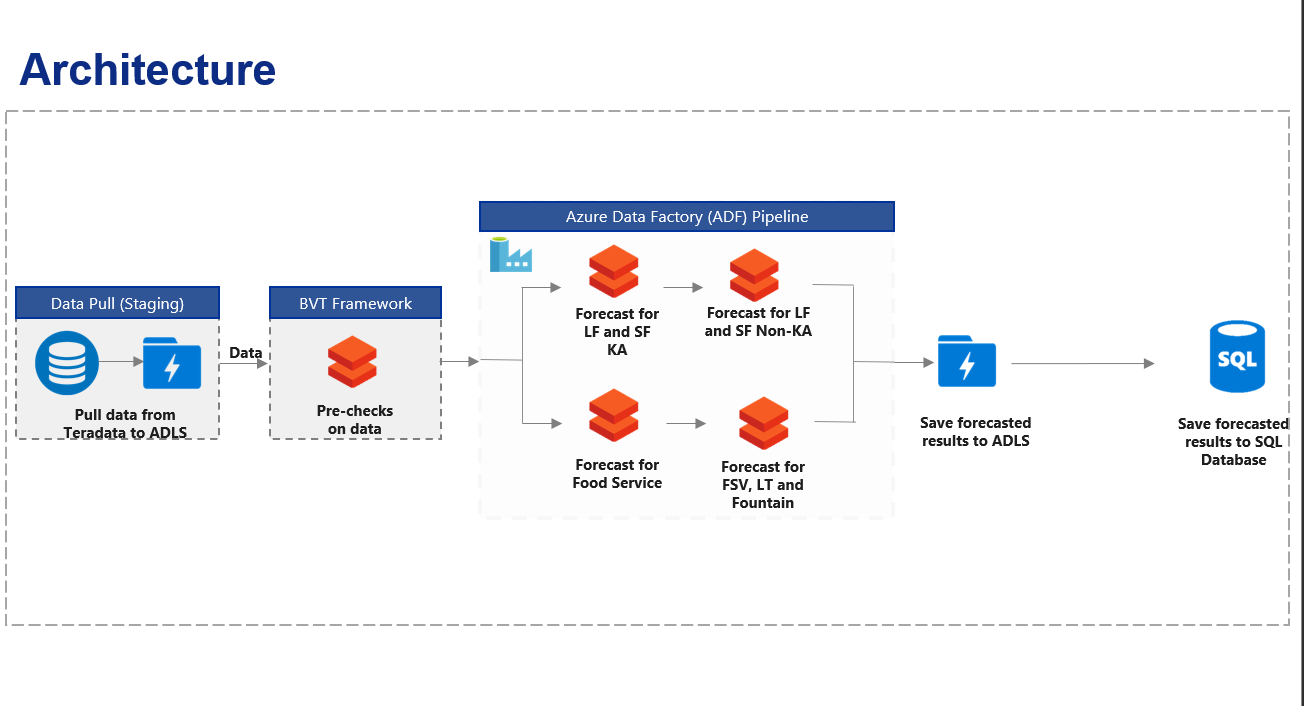 Architecture
Azure Data Factory (ADF) Pipeline
Data Pull (Staging)
BVT Framework
Data
Pull data from
Teradata to ADLS
Pre-checks
on data
Forecast for
LF and SF
KA
Forecast for LF
and SF Non-KA
Forecast for
Food Service
Forecast for
FSV, LT and
Fountain
Save forecasted
results to ADLS
SQL
Save forecasted
results to SQL
Database